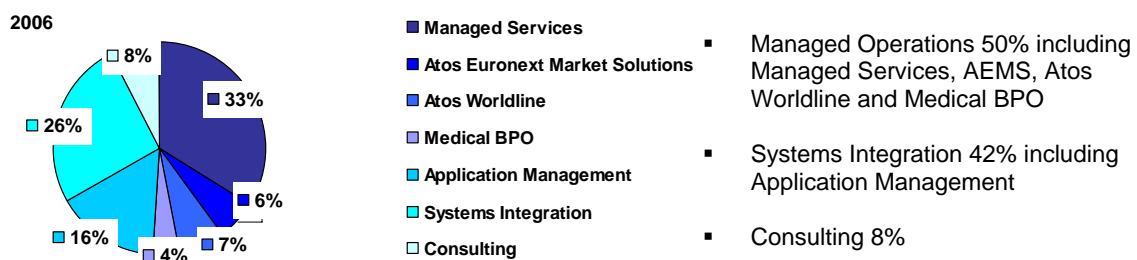 2006
8%
33%
26%
6%
16%
7%
4%
Managed Services
Atos Euronext Market Solutions
Atos Worldline
Medical BPO
Application Management
Systems Integration
Consulting
▪ Managed Operations 50% including
Managed Services, AEMS, Atos
Worldline and Medical BPO
▪ Systems Integration 42% including
Application Management
▪ Consulting 8%